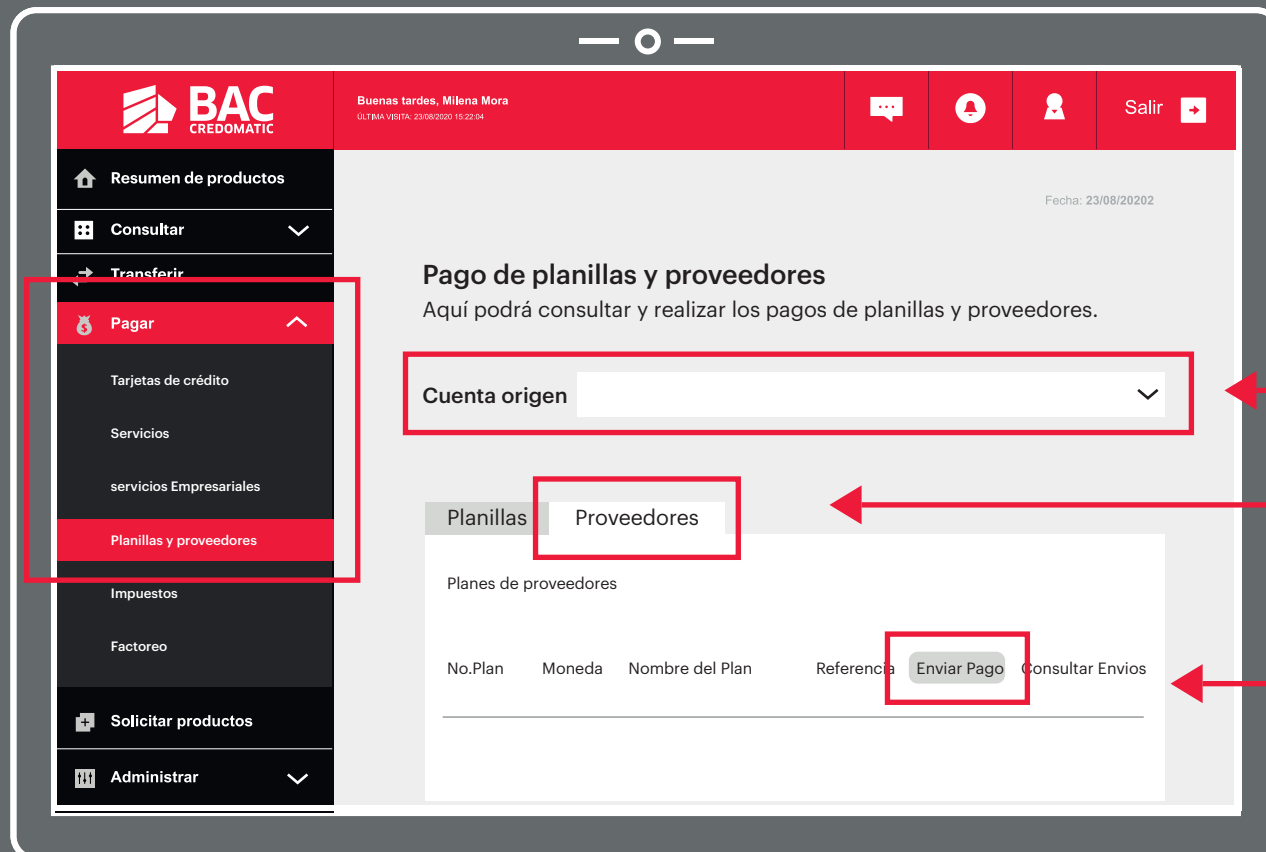 BAC
CREDOMATIC
Buenas tardes, Milena Mora
ÚLTIMA VISITA: 23/08/2020 15:22:04
Salir
Resumen de productos
Consultar
Transferir
Pagar
Tarjetas de crédito
Servicios
servicios Empresariales
Planillas y proveedores
Impuestos
Factoreo
Solicitar productos
Administrar
Fecha: 23/08/20202
Pago de planillas y proveedores
Aquí podrá consultar y realizar los pagos de planillas y proveedores.
Cuenta origen
Planillas Proveedores
Planes de proveedores
No.Plan Moneda Nombre del Plan Referencia Enviar Pago Consultar Envios